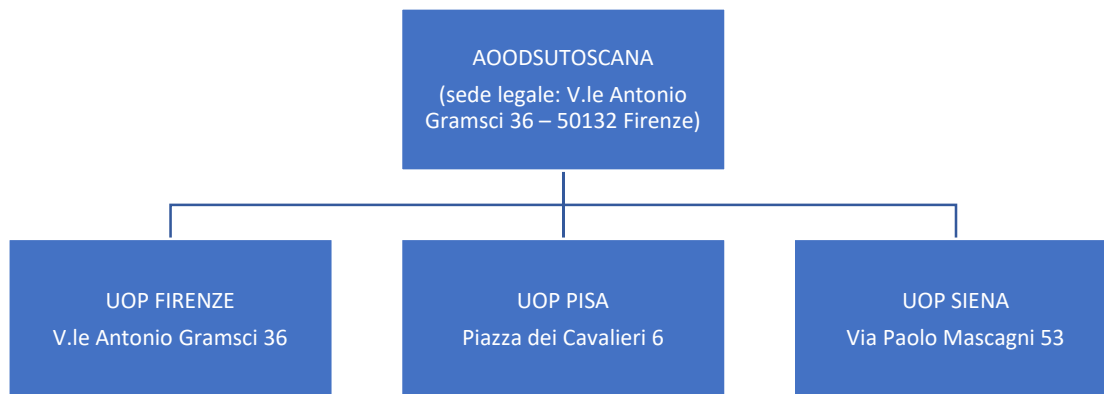 AOODSUTOSCANA
(sede legale: V.le Antonio
Gramsci 36 – 50132 Firenze)
UOP FIRENZE
V.le Antonio Gramsci 36
UOP PISA
Piazza dei Cavalieri 6
UOP SIENA
Via Paolo Mascagni 53